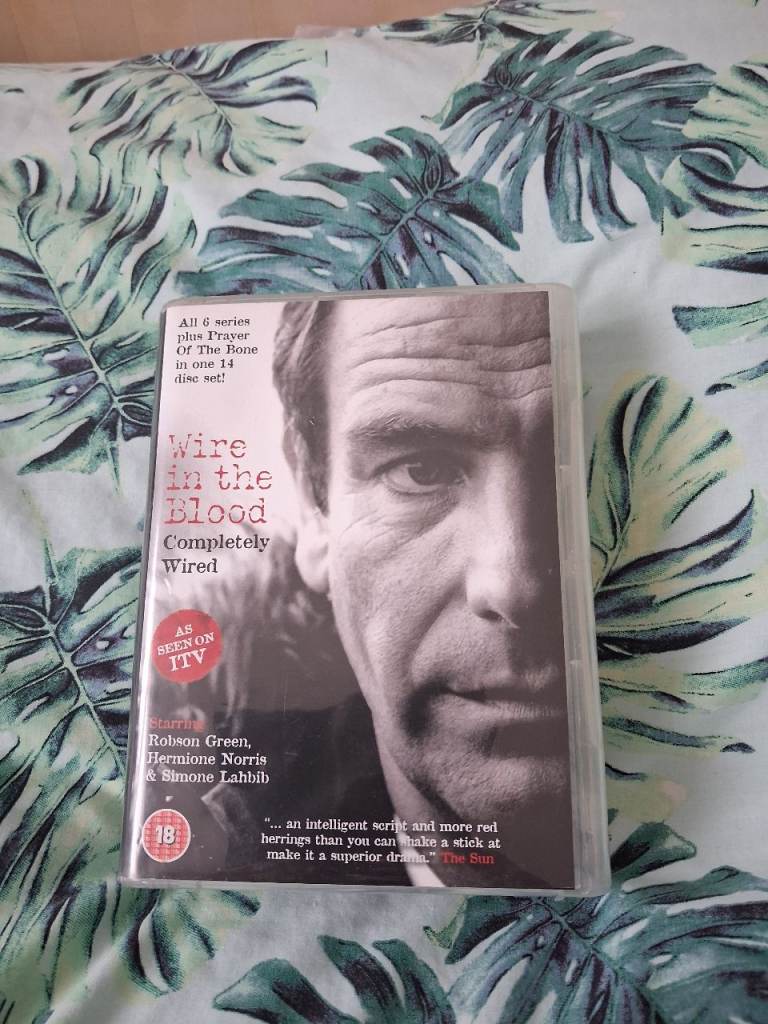 All 6 series
plus Prayer
Of The Bone
in one 14
disc set!
Wire
in the
Blood
Completely
Wired
AS
SEEN ON
ITV
Starring
Robson Green,
Hermione Norris
& Simone Lahbib
18
"... an intelligent script and more red
herrings than you can shake a stick at
make it a superior drama." The Sun